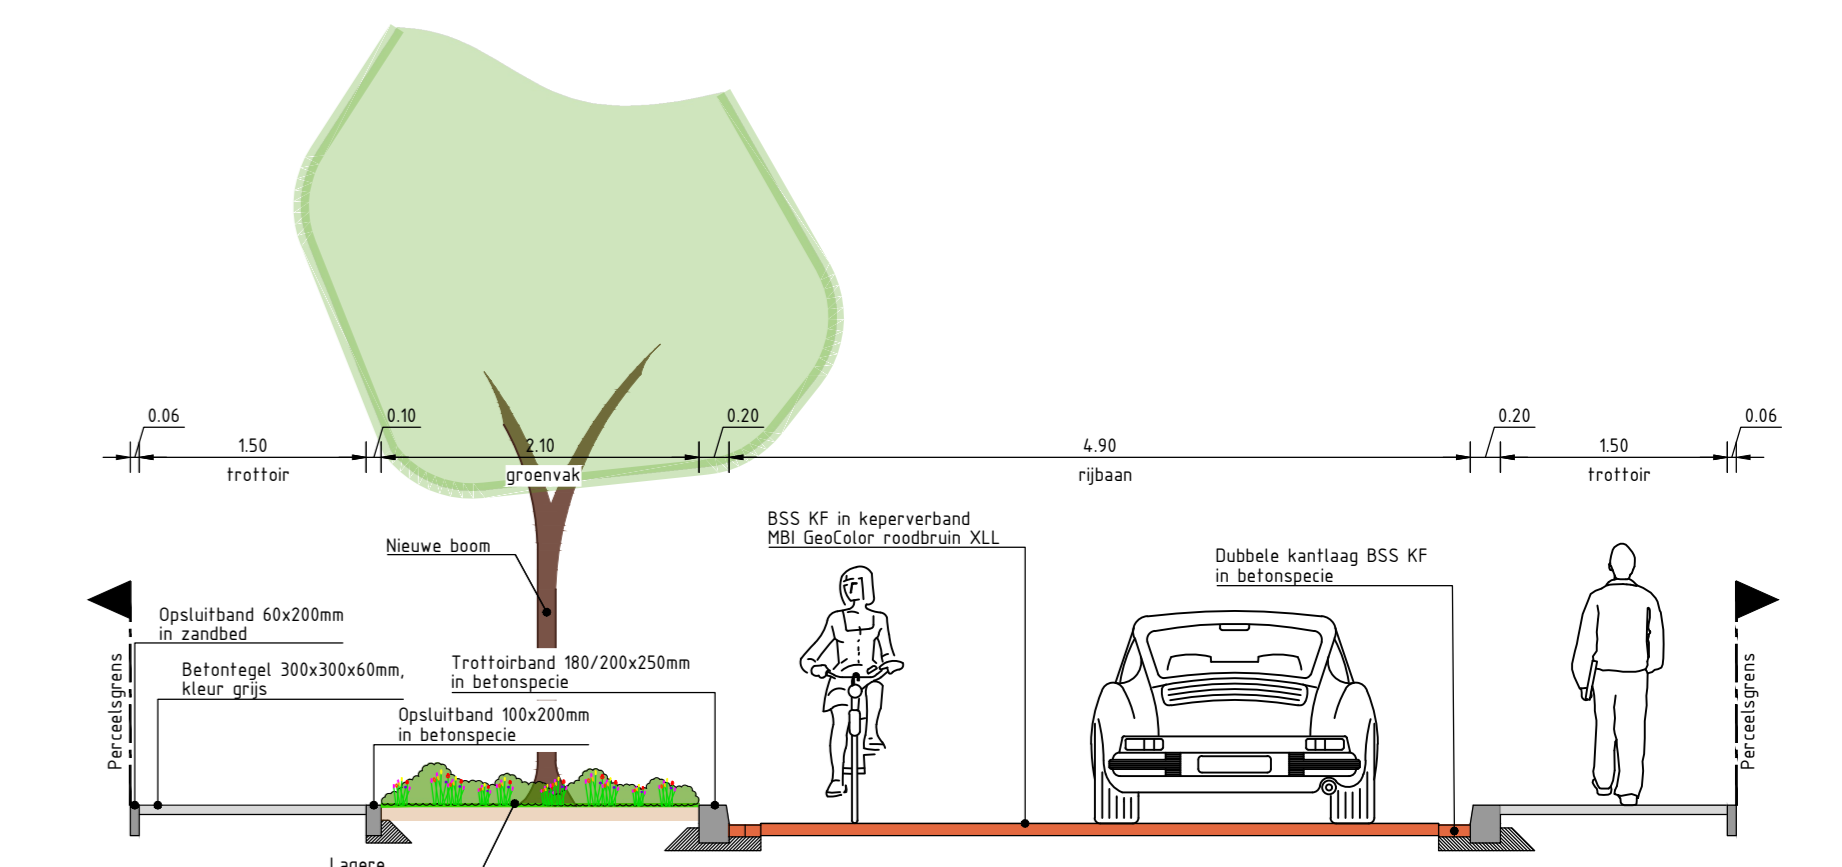 0.06
0.10
0.20
0.20
0.06
1.50
2.10
4.90
1.50
trottoir
groenvak
rijbaan
trottoir
BSS KF in keperverband
MBI GeoColor roodbruin XLL
Nieuwe boom
Dubbele kantlaag BSS KF
in betonspecie
Opsluitband 60x200mm
in zandbed
Betontegel 300x300x60mm,
kleur grijs
Trottoirband 180/200x250mm
in betonspecie
Opsluitband 100x200mm
in betonspecie
Perceelsgrens
Perceelsgrens
Lagere